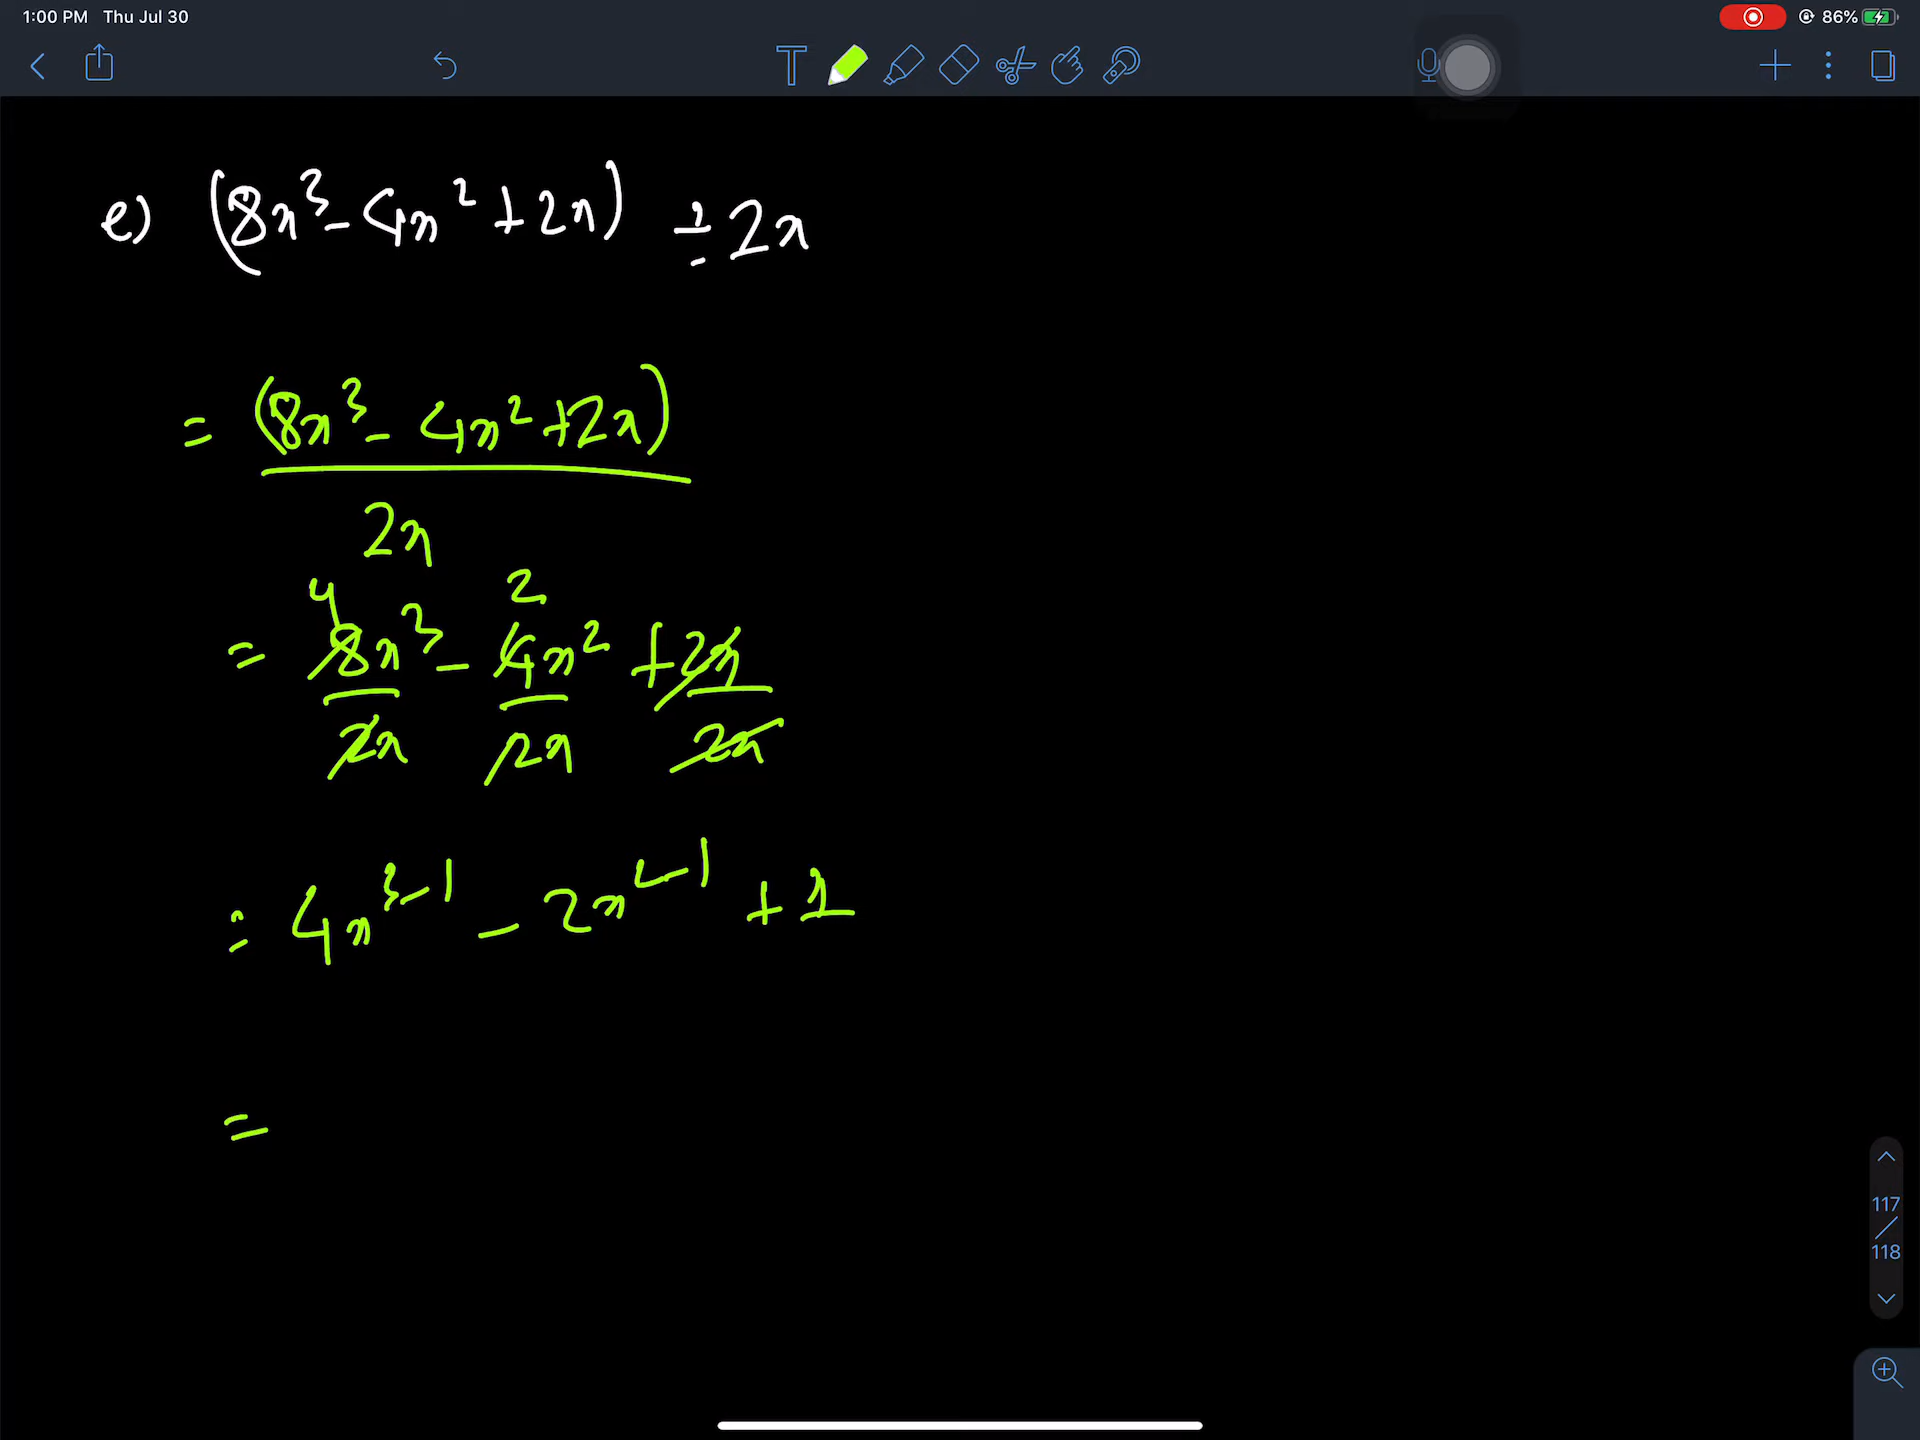 1:00 PM Thu Jul 30 86%
e) (8x³ - 4x² + 2x) ÷ 2x
= (8x³ - 4x² + 2x)
2x
4 2
= 8x³ - 4x² + 2x
2x 2x 2x
= 4x³⁻¹ - 2x²⁻¹ + 1
=
117
/
118